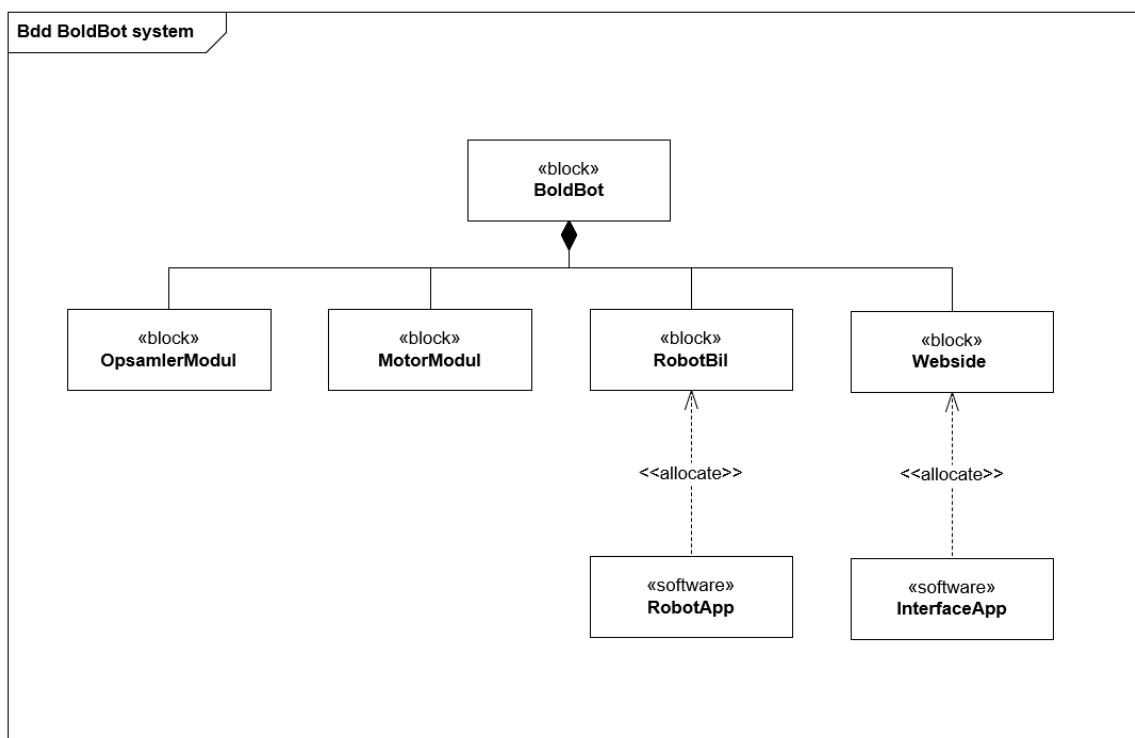 Bdd BoldBot system
«block»
BoldBot
«block»
OpsamlerModul
«block»
MotorModul
«block»
RobotBil
«block»
Webside
<<allocate>>
<<allocate>>
«software»
RobotApp
«software»
InterfaceApp